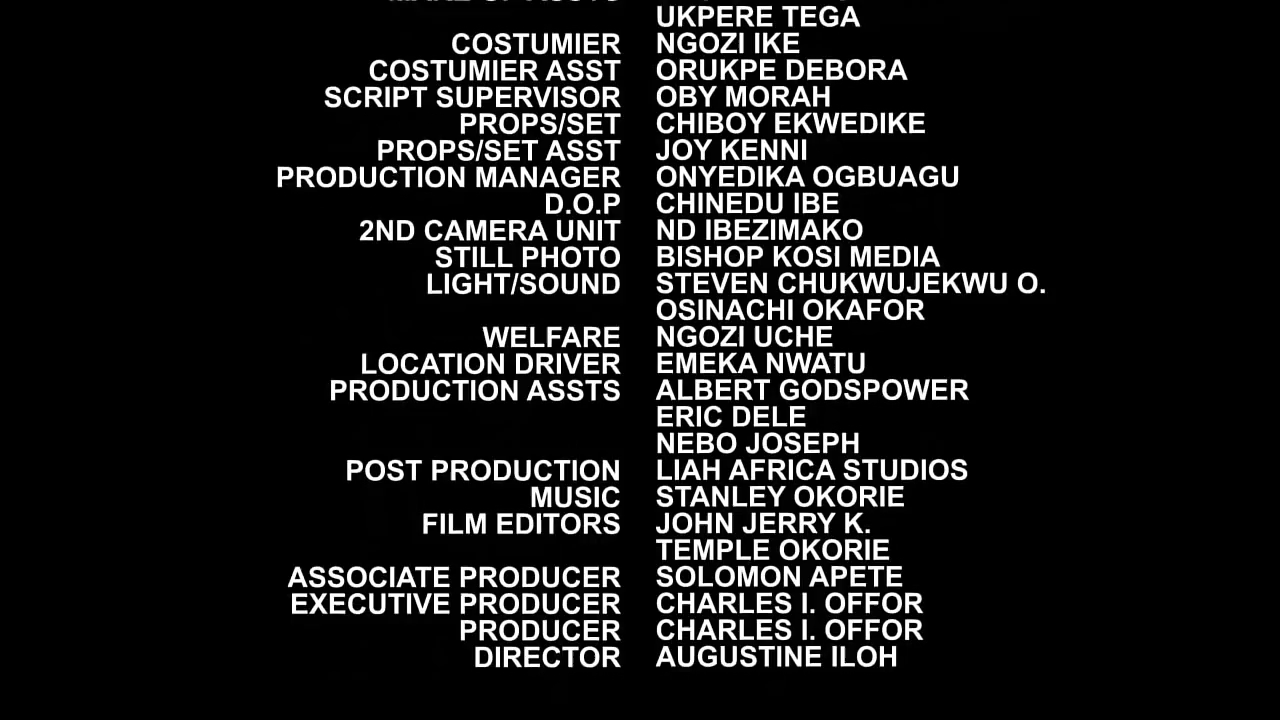 UKPERE TEGA
COSTUMIER NGOZI IKE
COSTUMIER ASST ORUKPE DEBORA
SCRIPT SUPERVISOR OBY MORAH
PROPS/SET CHIBOY EKWEDIKE
PROPS/SET ASST JOY KENNI
PRODUCTION MANAGER ONYEDIKA OGBUAGU
D.O.P CHINEDU IBE
2ND CAMERA UNIT ND IBEZIMAKO
STILL PHOTO BISHOP KOSI MEDIA
LIGHT/SOUND STEVEN CHUKWUJEKWU O.
OSINACHI OKAFOR
WELFARE NGOZI UCHE
LOCATION DRIVER EMEKA NWATU
PRODUCTION ASSTS ALBERT GODSPOWER
ERIC DELE
NEBO JOSEPH
POST PRODUCTION LIAH AFRICA STUDIOS
MUSIC STANLEY OKORIE
FILM EDITORS JOHN JERRY K.
TEMPLE OKORIE
ASSOCIATE PRODUCER SOLOMON APETE
EXECUTIVE PRODUCER CHARLES I. OFFOR
PRODUCER CHARLES I. OFFOR
DIRECTOR AUGUSTINE ILOH